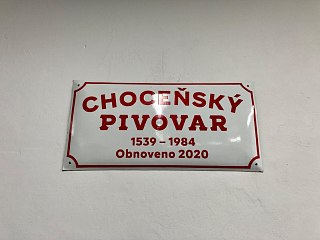 CHOCEŇSKÝ
PIVOVAR
1539 – 1984
Obnoveno 2020